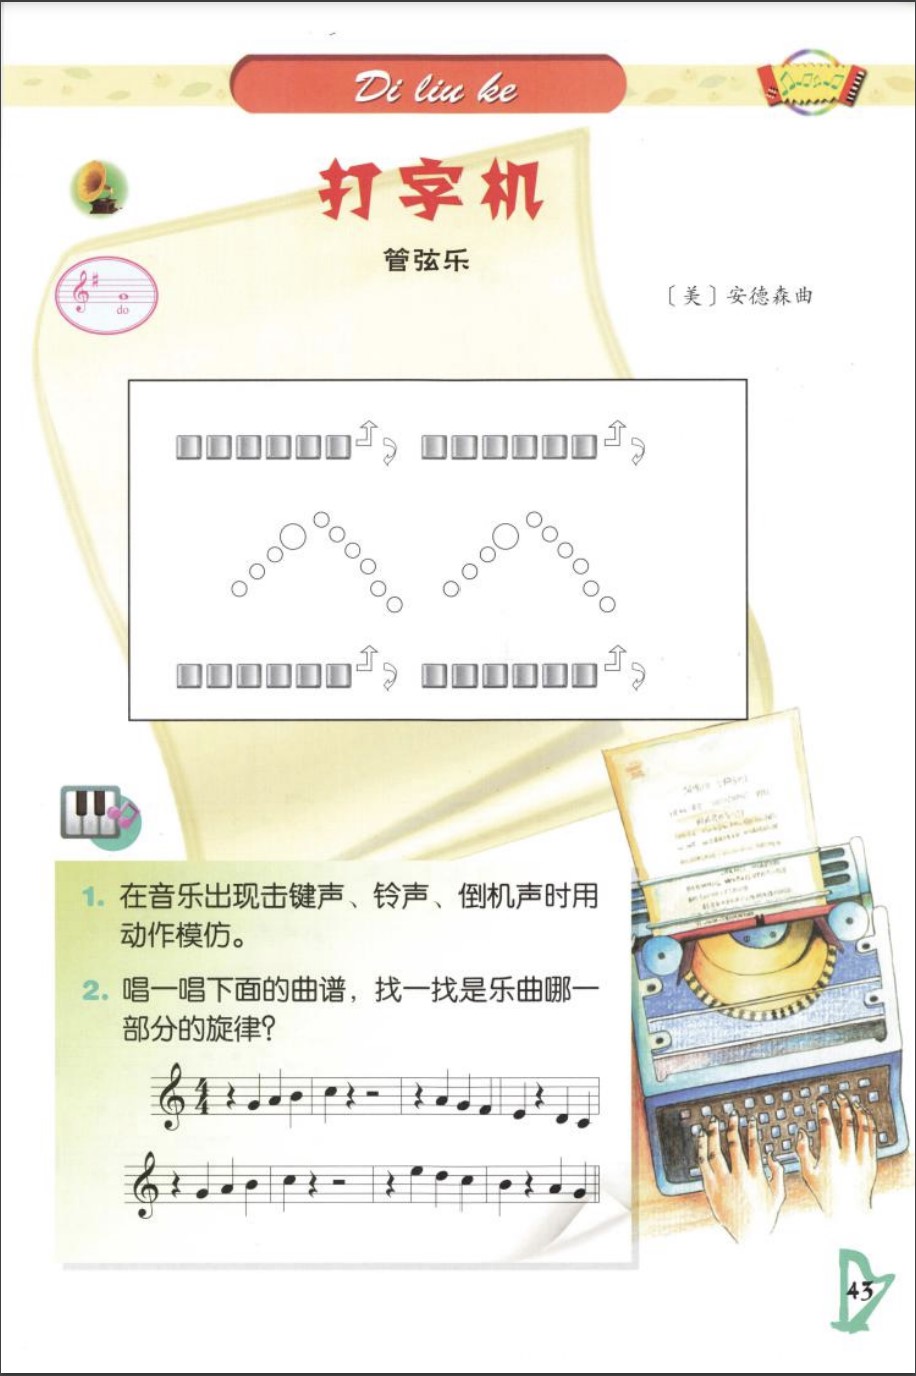 Di liu ke
打字机
管弦乐
〔美〕安德森曲
do
1. 在音乐出现击键声、铃声、倒机声时用
动作模仿。
2. 唱一唱下面的曲谱，找一找是乐曲哪一
部分的旋律？
4
4
43